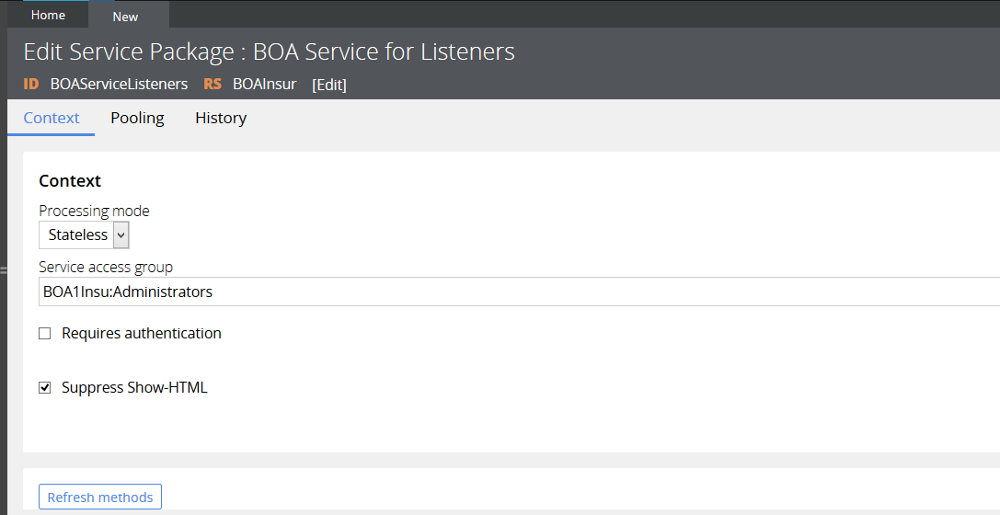 Home New
Edit Service Package : BOA Service for Listeners
ID BOAServiceListeners RS BOAInsur [Edit]
Context Pooling History
Context
Processing mode
Stateless
Service access group
BOA1Insu:Administrators
Requires authentication
Suppress Show-HTML
Refresh methods